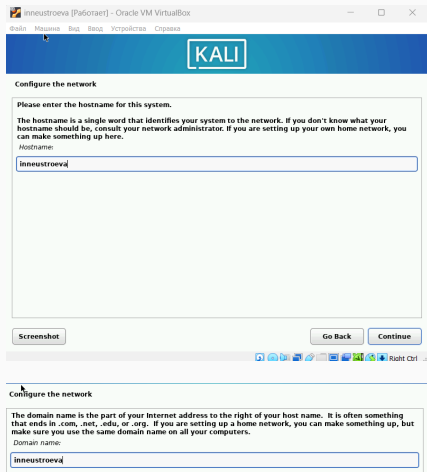 inneustroeva [Работает] - Oracle VM VirtualBox
Файл Машина Вид Ввод Устройства Справка
KALI
Configure the network
Please enter the hostname for this system.
The hostname is a single word that identifies your system to the network. If you don't know what your
hostname should be, consult your network administrator. If you are setting up your own home network, you
can make something up here.
Hostname:
inneustroeva
Screenshot
Go Back
Continue
Right Ctrl
Configure the network
The domain name is the part of your Internet address to the right of your host name.  It is often something
that ends in .com, .net, .edu, or .org.  If you are setting up a home network, you can make something up, but
make sure you use the same domain name on all your computers.
Domain name:
inneustroeva